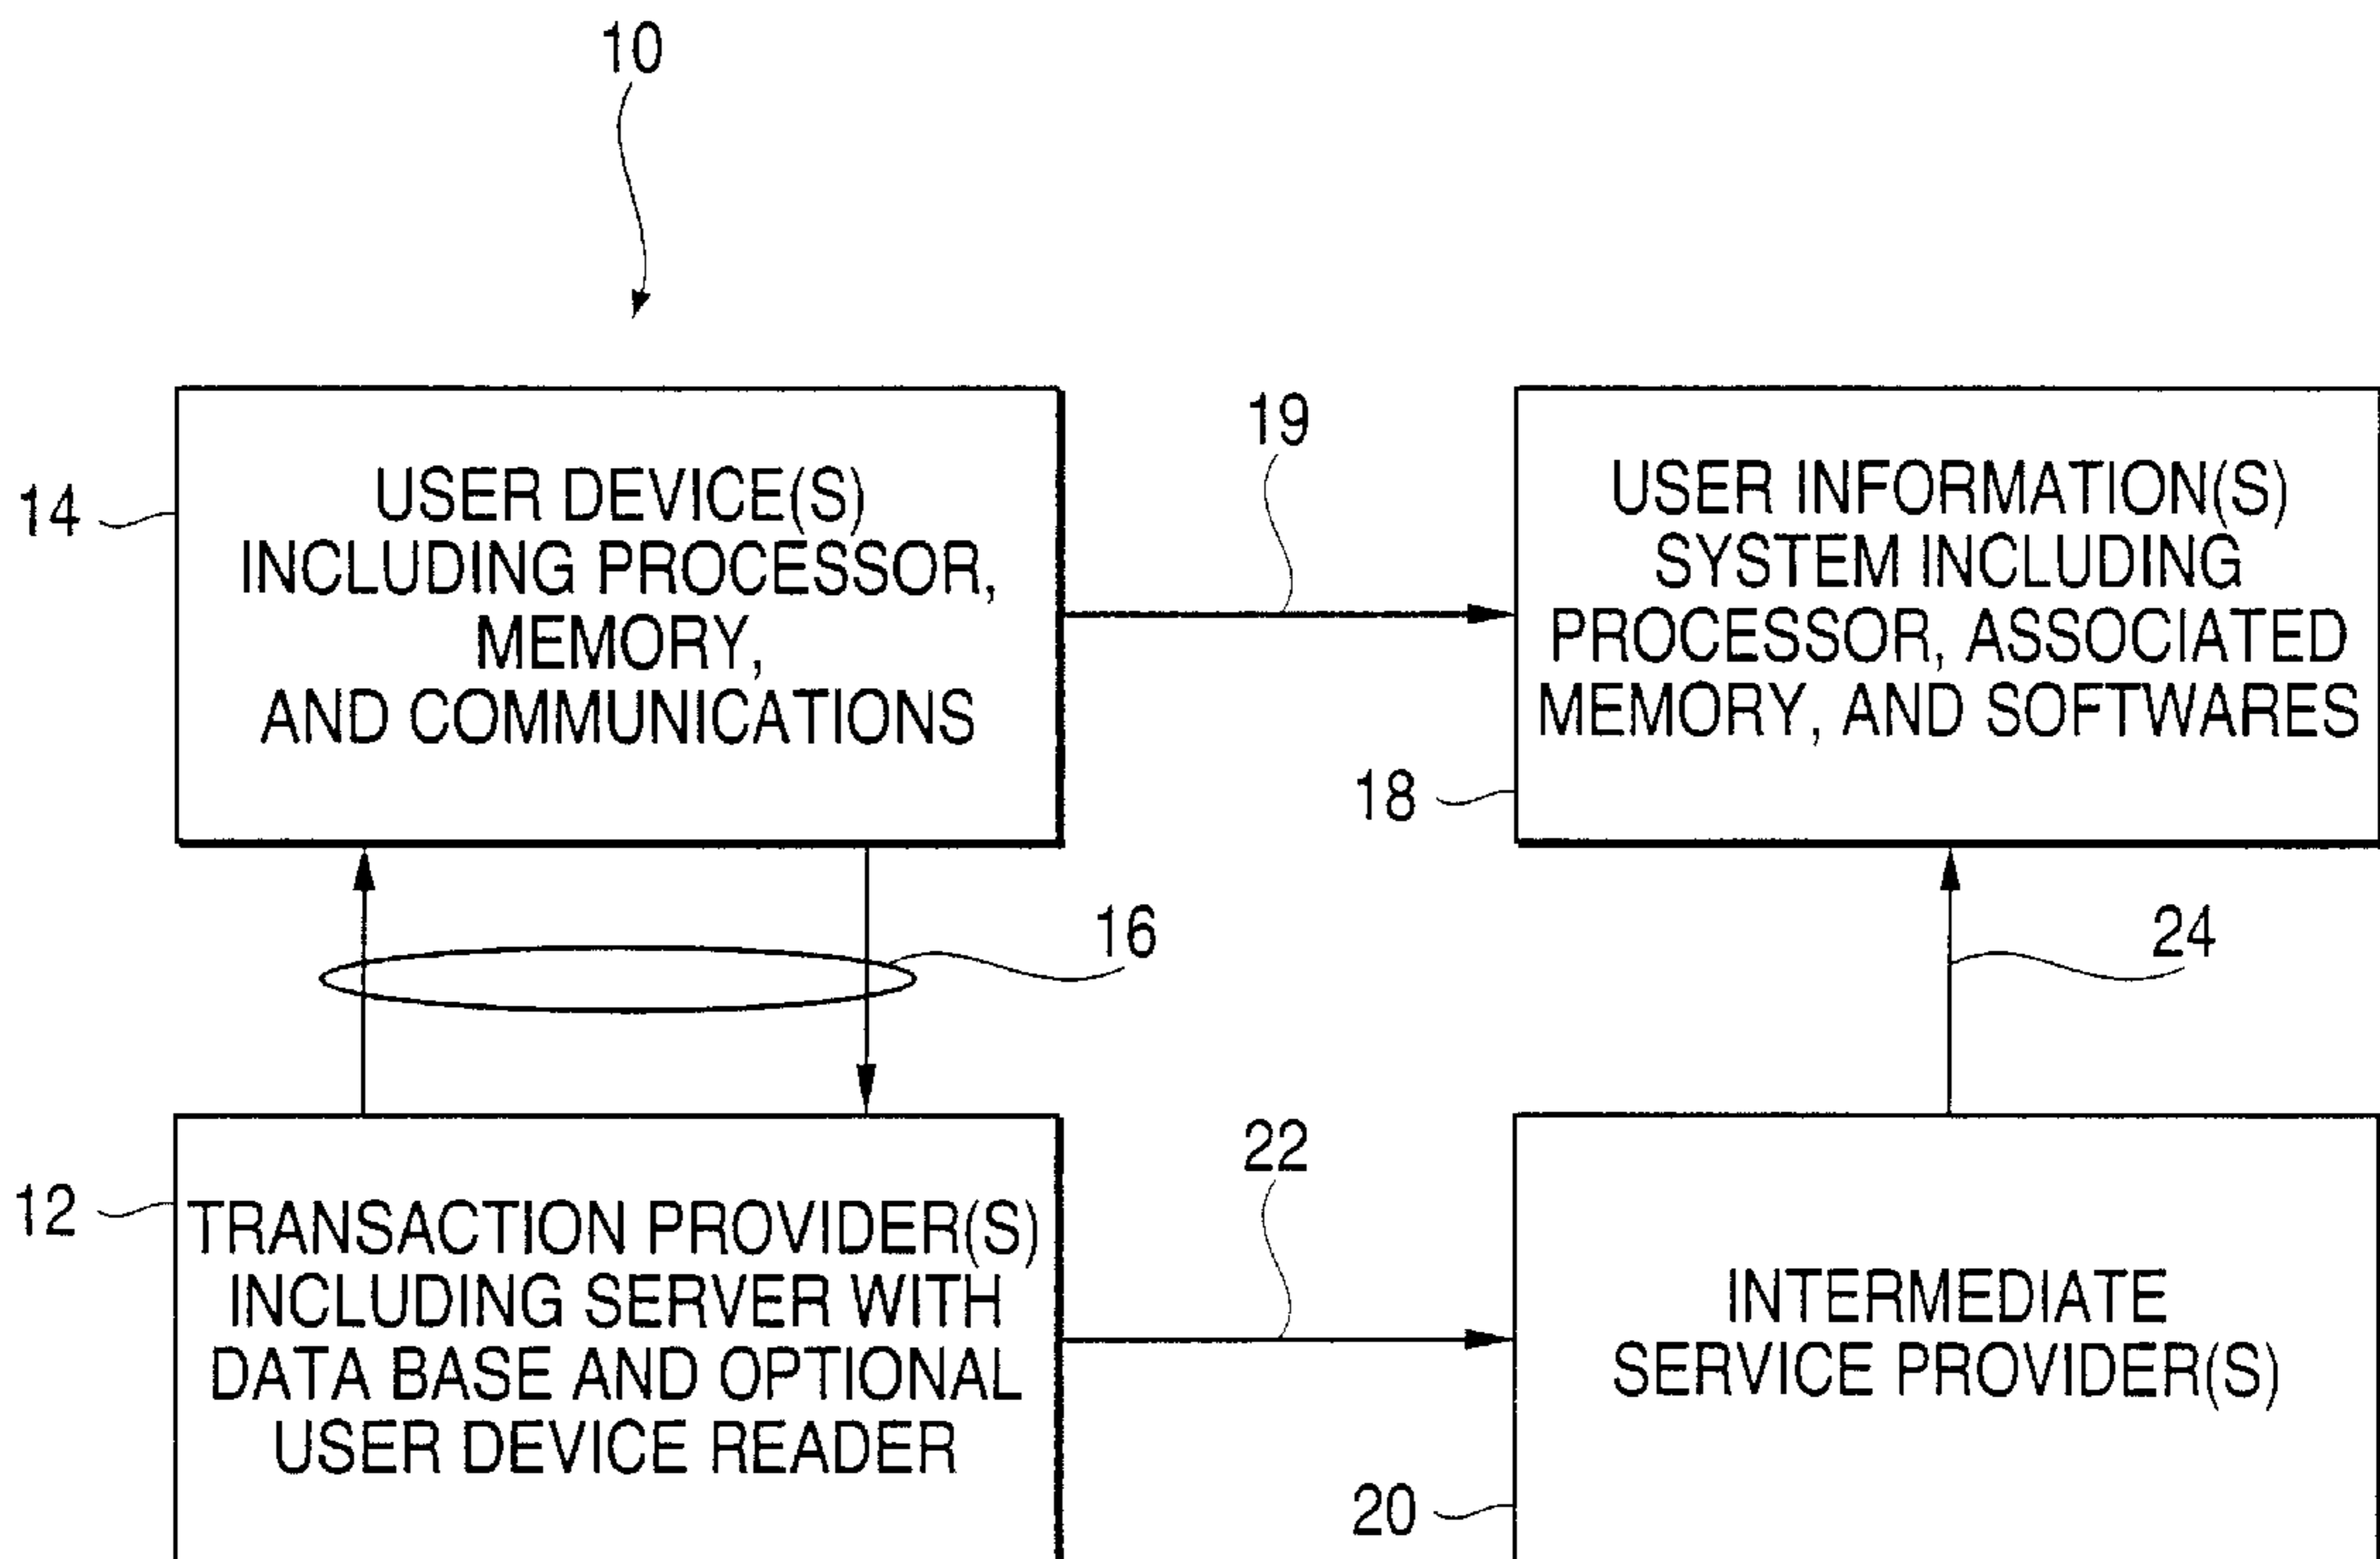 10
14
USER DEVICE(S)
INCLUDING PROCESSOR,
MEMORY,
AND COMMUNICATIONS
19
USER INFORMATION(S)
SYSTEM INCLUDING
PROCESSOR, ASSOCIATED
MEMORY, AND SOFTWARES
18
16
24
12
TRANSACTION PROVIDER(S)
INCLUDING SERVER WITH
DATA BASE AND OPTIONAL
USER DEVICE READER
22
INTERMEDIATE
SERVICE PROVIDER(S)
20